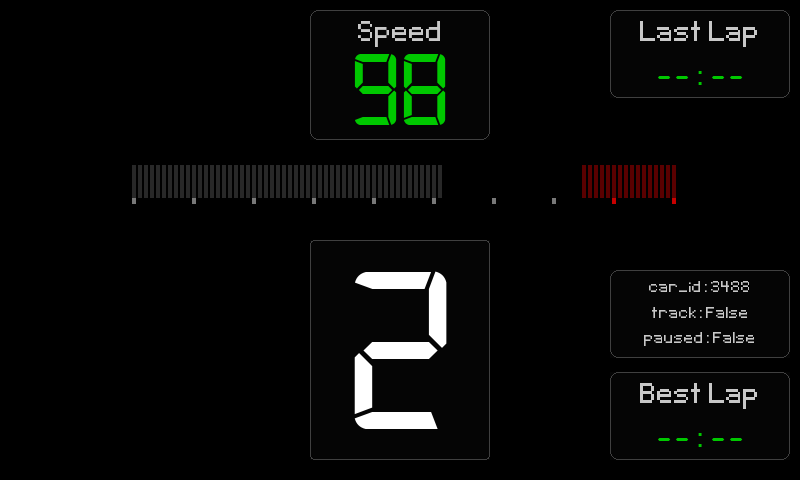 Speed
98
Last Lap
--:--
2
car_id:3488
track:False
paused:False
Best Lap
--:--